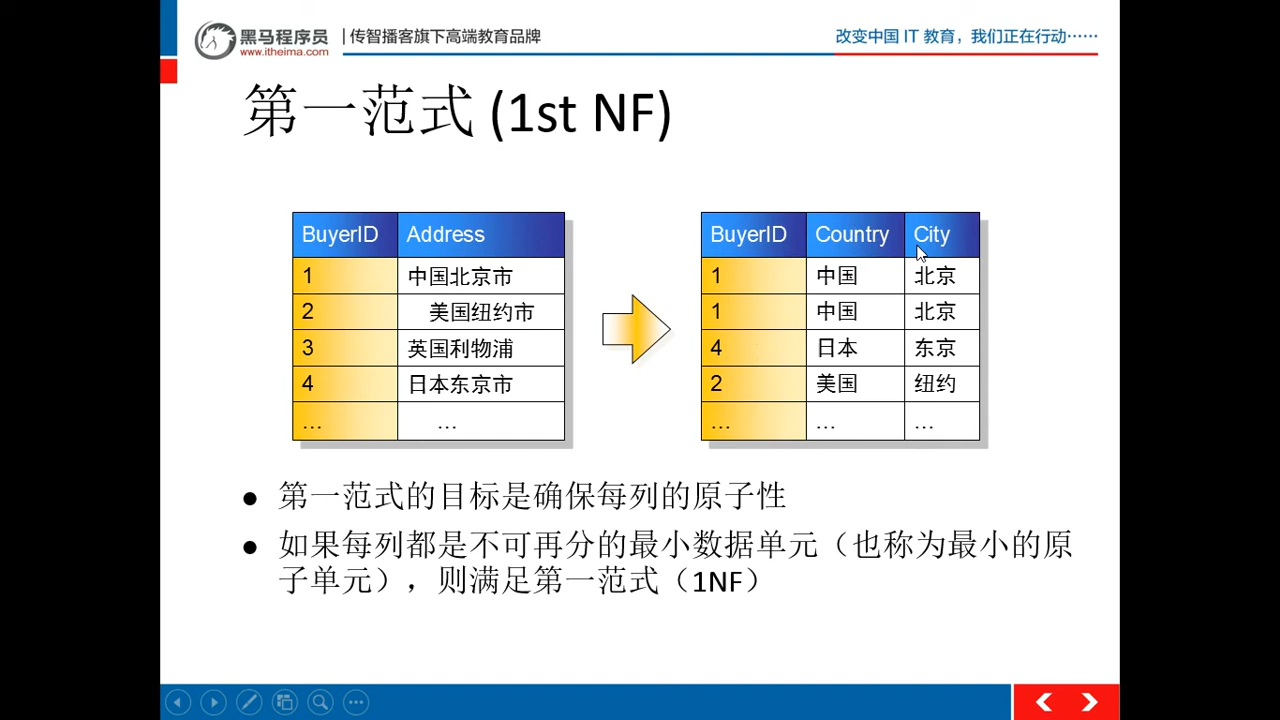 黑马程序员 | 传智播客旗下高端教育品牌 改变中国 IT 教育，我们正在行动……
www.itheima.com
第一范式 (1st NF)
BuyerID Address
1 中国北京市
2 美国纽约市
3 英国利物浦
4 日本东京市
… …
BuyerID Country City
1 中国 北京
1 中国 北京
4 日本 东京
2 美国 纽约
… … …
● 第一范式的目标是确保每列的原子性
● 如果每列都是不可再分的最小数据单元（也称为最小的原
子单元），则满足第一范式（1NF）